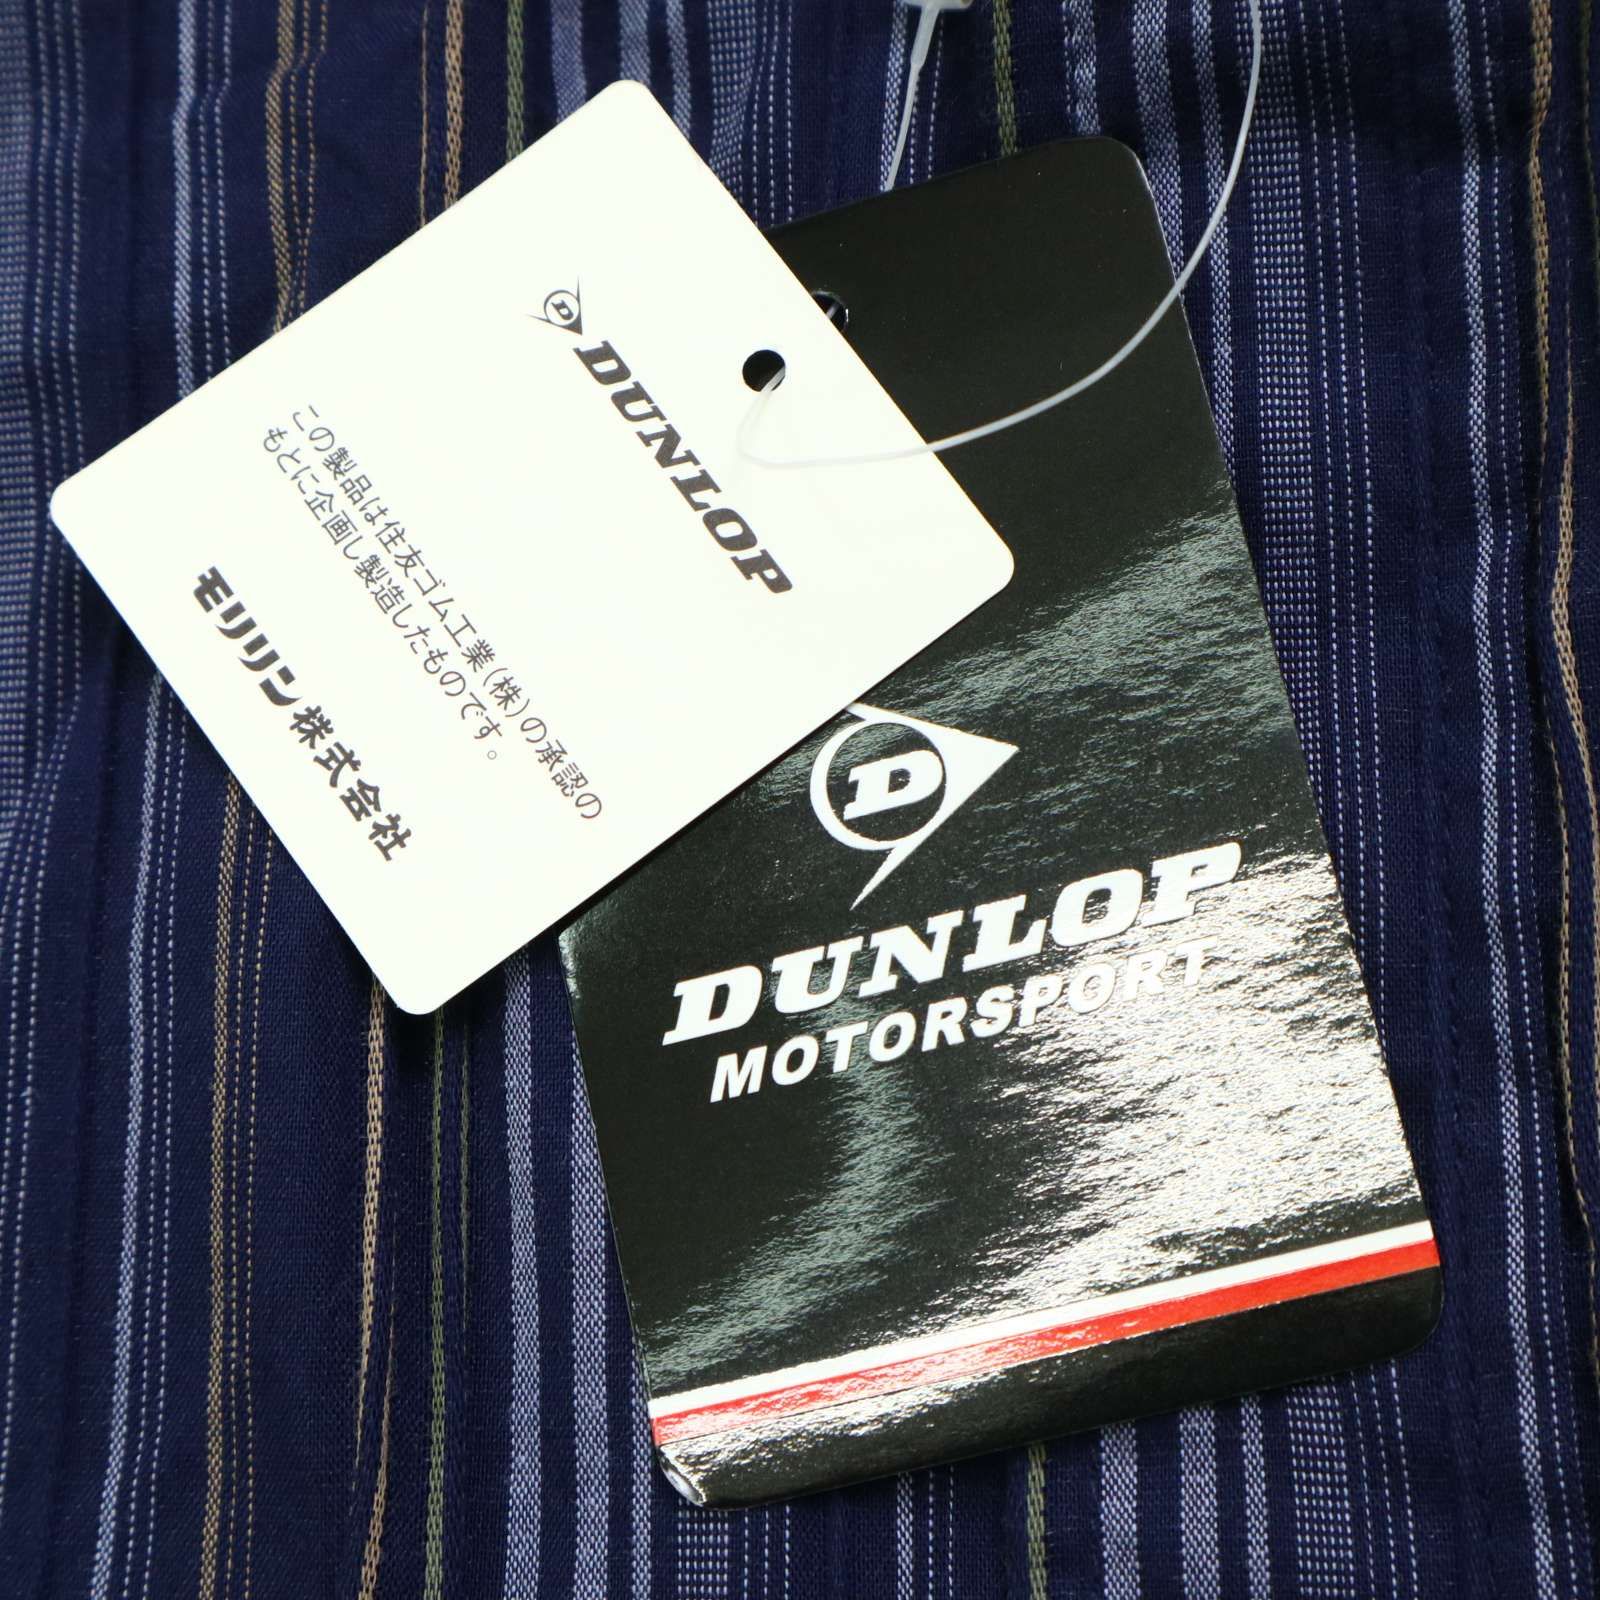 D
DUNLOP
この製品は住友ゴム工業(株)の承認の
もとに企画し製造したものです。
モリリン株式会社
D
DUNLOP
MOTORSPORT